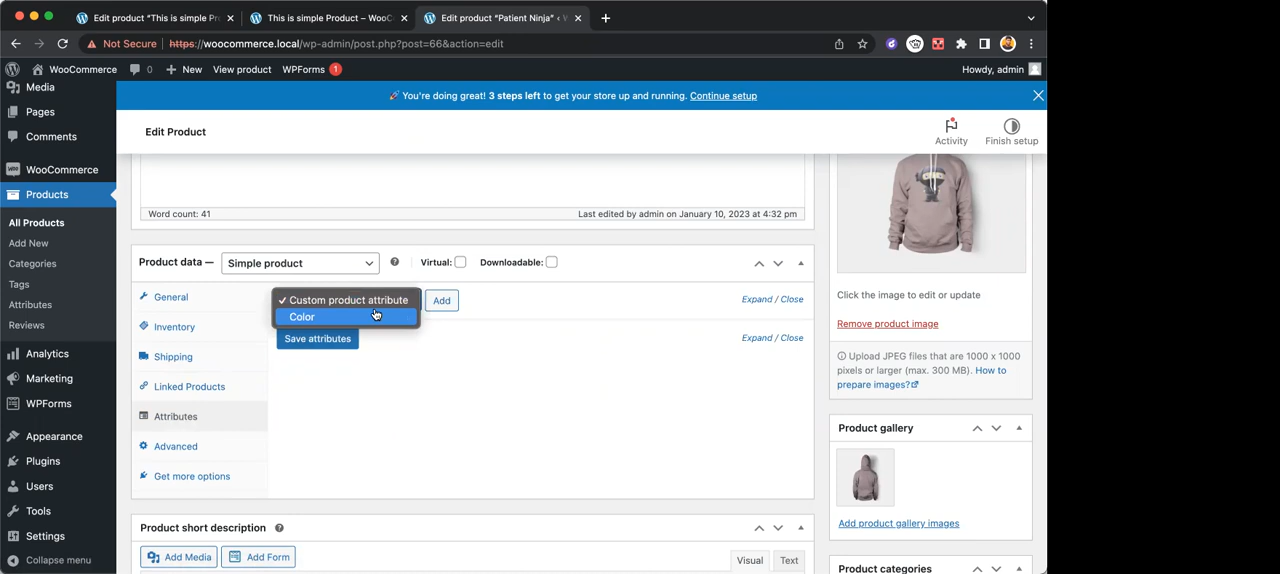 Edit product “This is simple Pr
This is simple Product – WooC
Edit product “Patient Ninja” ‹ W
Not Secure
https://woocommerce.local/wp-admin/post.php?post=66&action=edit
WooCommerce
0
New
View product
WPForms
1
Howdy, admin
🚀 You're doing great! 3 steps left to get your store up and running. Continue setup
Edit Product
Activity
Finish setup
Media
Pages
Comments
WooCommerce
Products
All Products
Add New
Categories
Tags
Attributes
Reviews
Analytics
Marketing
WPForms
Appearance
Plugins
Users
Tools
Settings
Collapse menu
Word count: 41
Last edited by admin on January 10, 2023 at 4:32 pm
Product data —
Simple product
Virtual:
Downloadable:
General
Inventory
Shipping
Linked Products
Attributes
Advanced
Get more options
✓ Custom product attribute
Color
Add
Expand / Close
Save attributes
Expand / Close
Product short description
Add Media
Add Form
Visual
Text
Click the image to edit or update
Remove product image
Upload JPEG files that are 1000 x 1000
pixels or larger (max. 300 MB). How to
prepare images?
Product gallery
Add product gallery images
Product categories